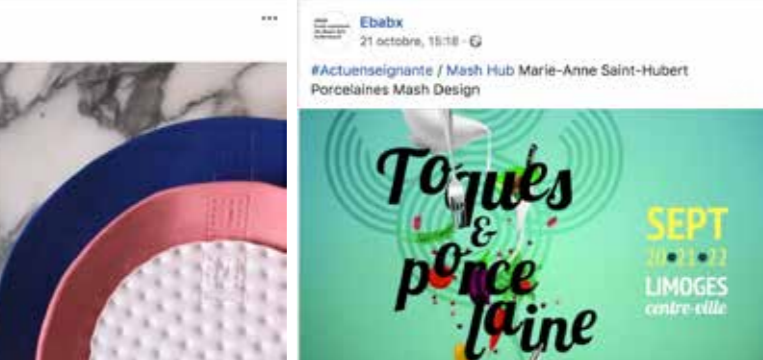 Ebabx
21 octobre, 15:18
#Actuenseignante / Mash Hub Marie-Anne Saint-Hubert
Porcelaines Mash Design
Toques
&
porce
laine
SEPT
20•21•22
LIMOGES
centre-ville